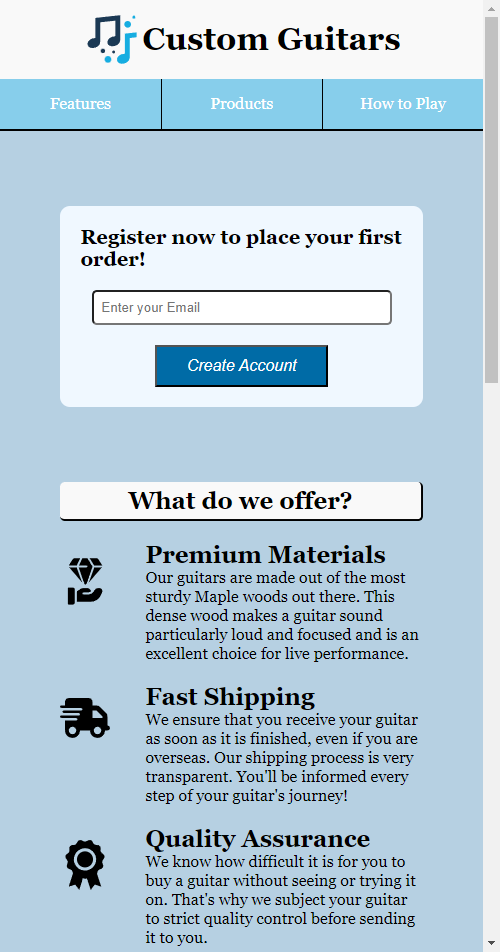 Custom Guitars
Features
Products
How to Play
Register now to place your first
order!
Enter your Email
Create Account
What do we offer?
Premium Materials
Our guitars are made out of the most
sturdy Maple woods out there. This
dense wood makes a guitar sound
particularly loud and focused and is an
excellent choice for live performance.
Fast Shipping
We ensure that you receive your guitar
as soon as it is finished, even if you are
overseas. Our shipping process is very
transparent. You'll be informed every
step of your guitar's journey!
Quality Assurance
We know how difficult it is for you to
buy a guitar without seeing or trying it
on. That's why we subject your guitar
to strict quality control before sending
it to you.